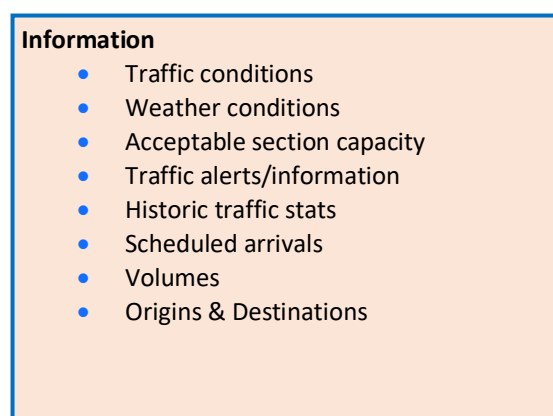 Information
• Traffic conditions
• Weather conditions
• Acceptable section capacity
• Traffic alerts/information
• Historic traffic stats
• Scheduled arrivals
• Volumes
• Origins & Destinations